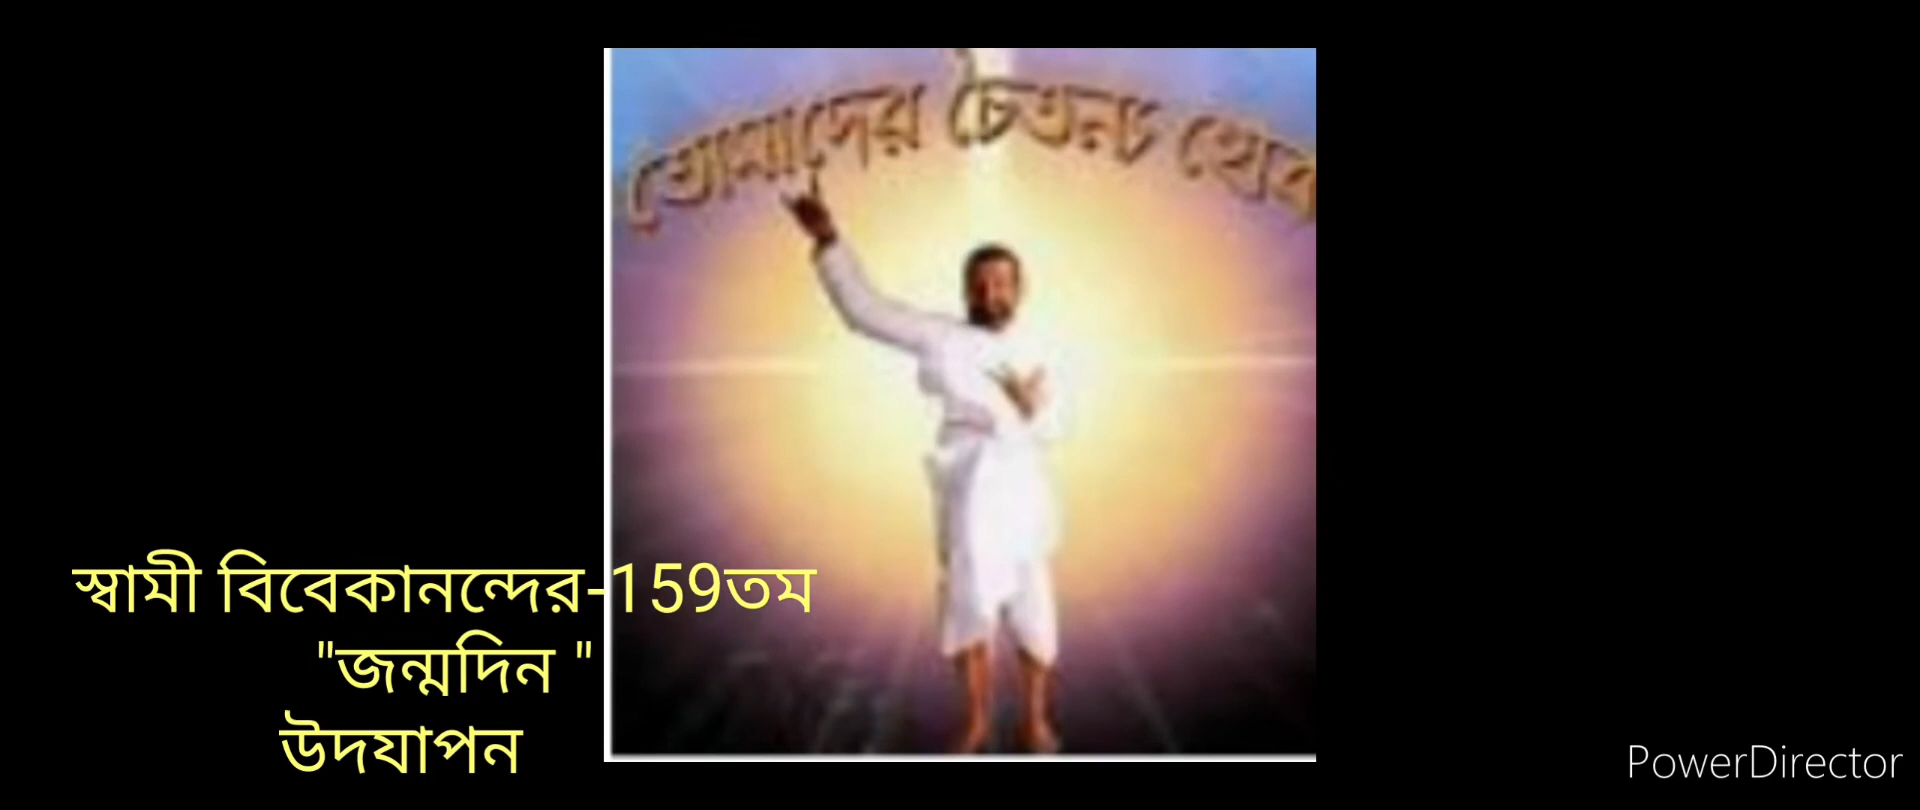 তোমাদের চৈতন্য হোক
স্বামী বিবেকানন্দের-159তম
"জন্মদিন "
উদযাপন
PowerDirector